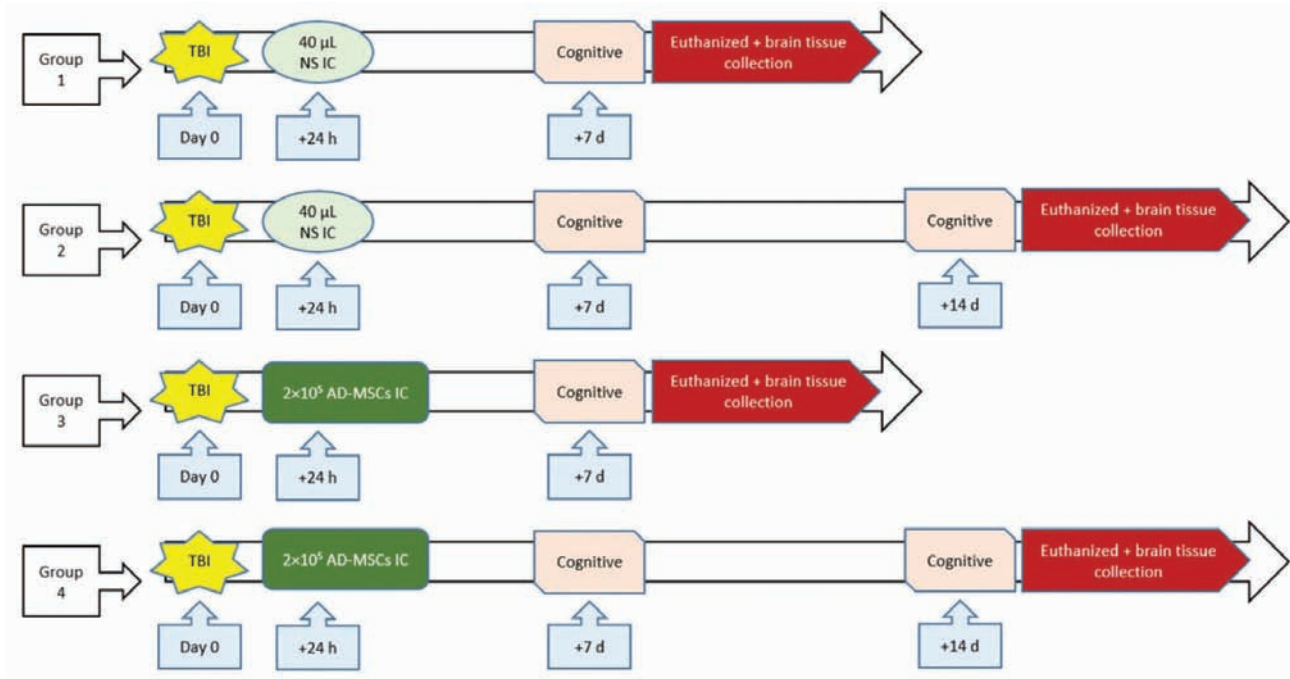 Group
1
TBI
40 µL
NS IC
Cognitive
Euthanized + brain tissue
collection
Day 0
+24 h
+7 d
Group
2
TBI
40 µL
NS IC
Cognitive
Cognitive
Euthanized + brain tissue
collection
Day 0
+24 h
+7 d
+14 d
Group
3
TBI
2×10⁵ AD-MSCs IC
Cognitive
Euthanized + brain tissue
collection
Day 0
+24 h
+7 d
Group
4
TBI
2×10⁵ AD-MSCs IC
Cognitive
Cognitive
Euthanized + brain tissue
collection
Day 0
+24 h
+7 d
+14 d